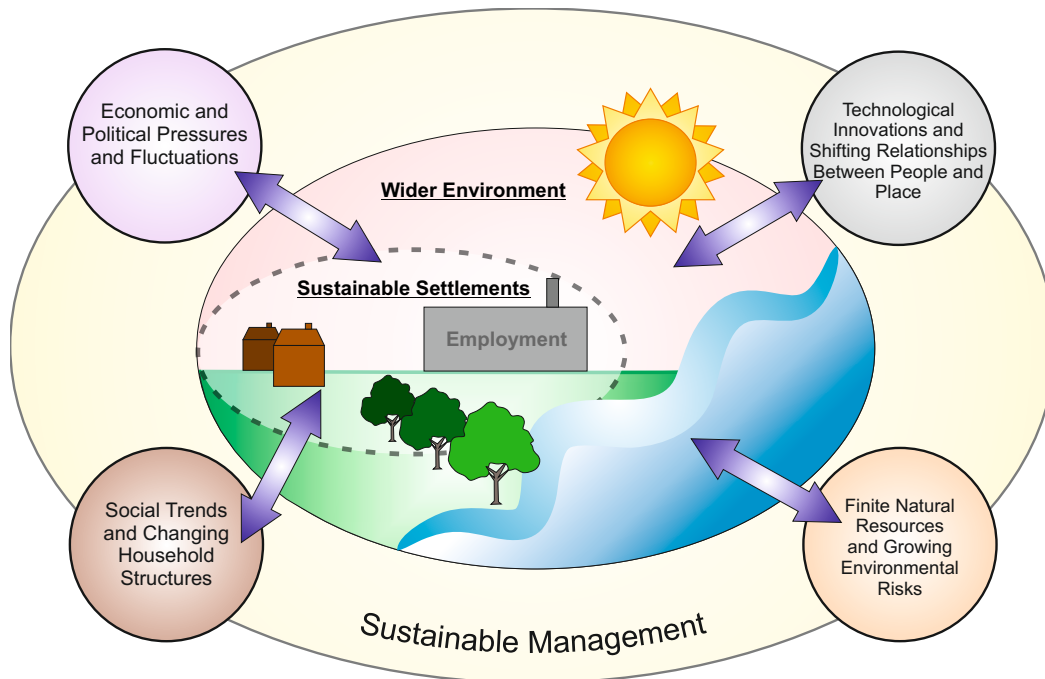 Economic and
Political Pressures
and Fluctuations
Technological
Innovations and
Shifting Relationships
Between People and
Place
Wider Environment
Sustainable Settlements
Employment
Social Trends
and Changing
Household
Structures
Finite Natural
Resources
and Growing
Environmental
Risks
Sustainable Management